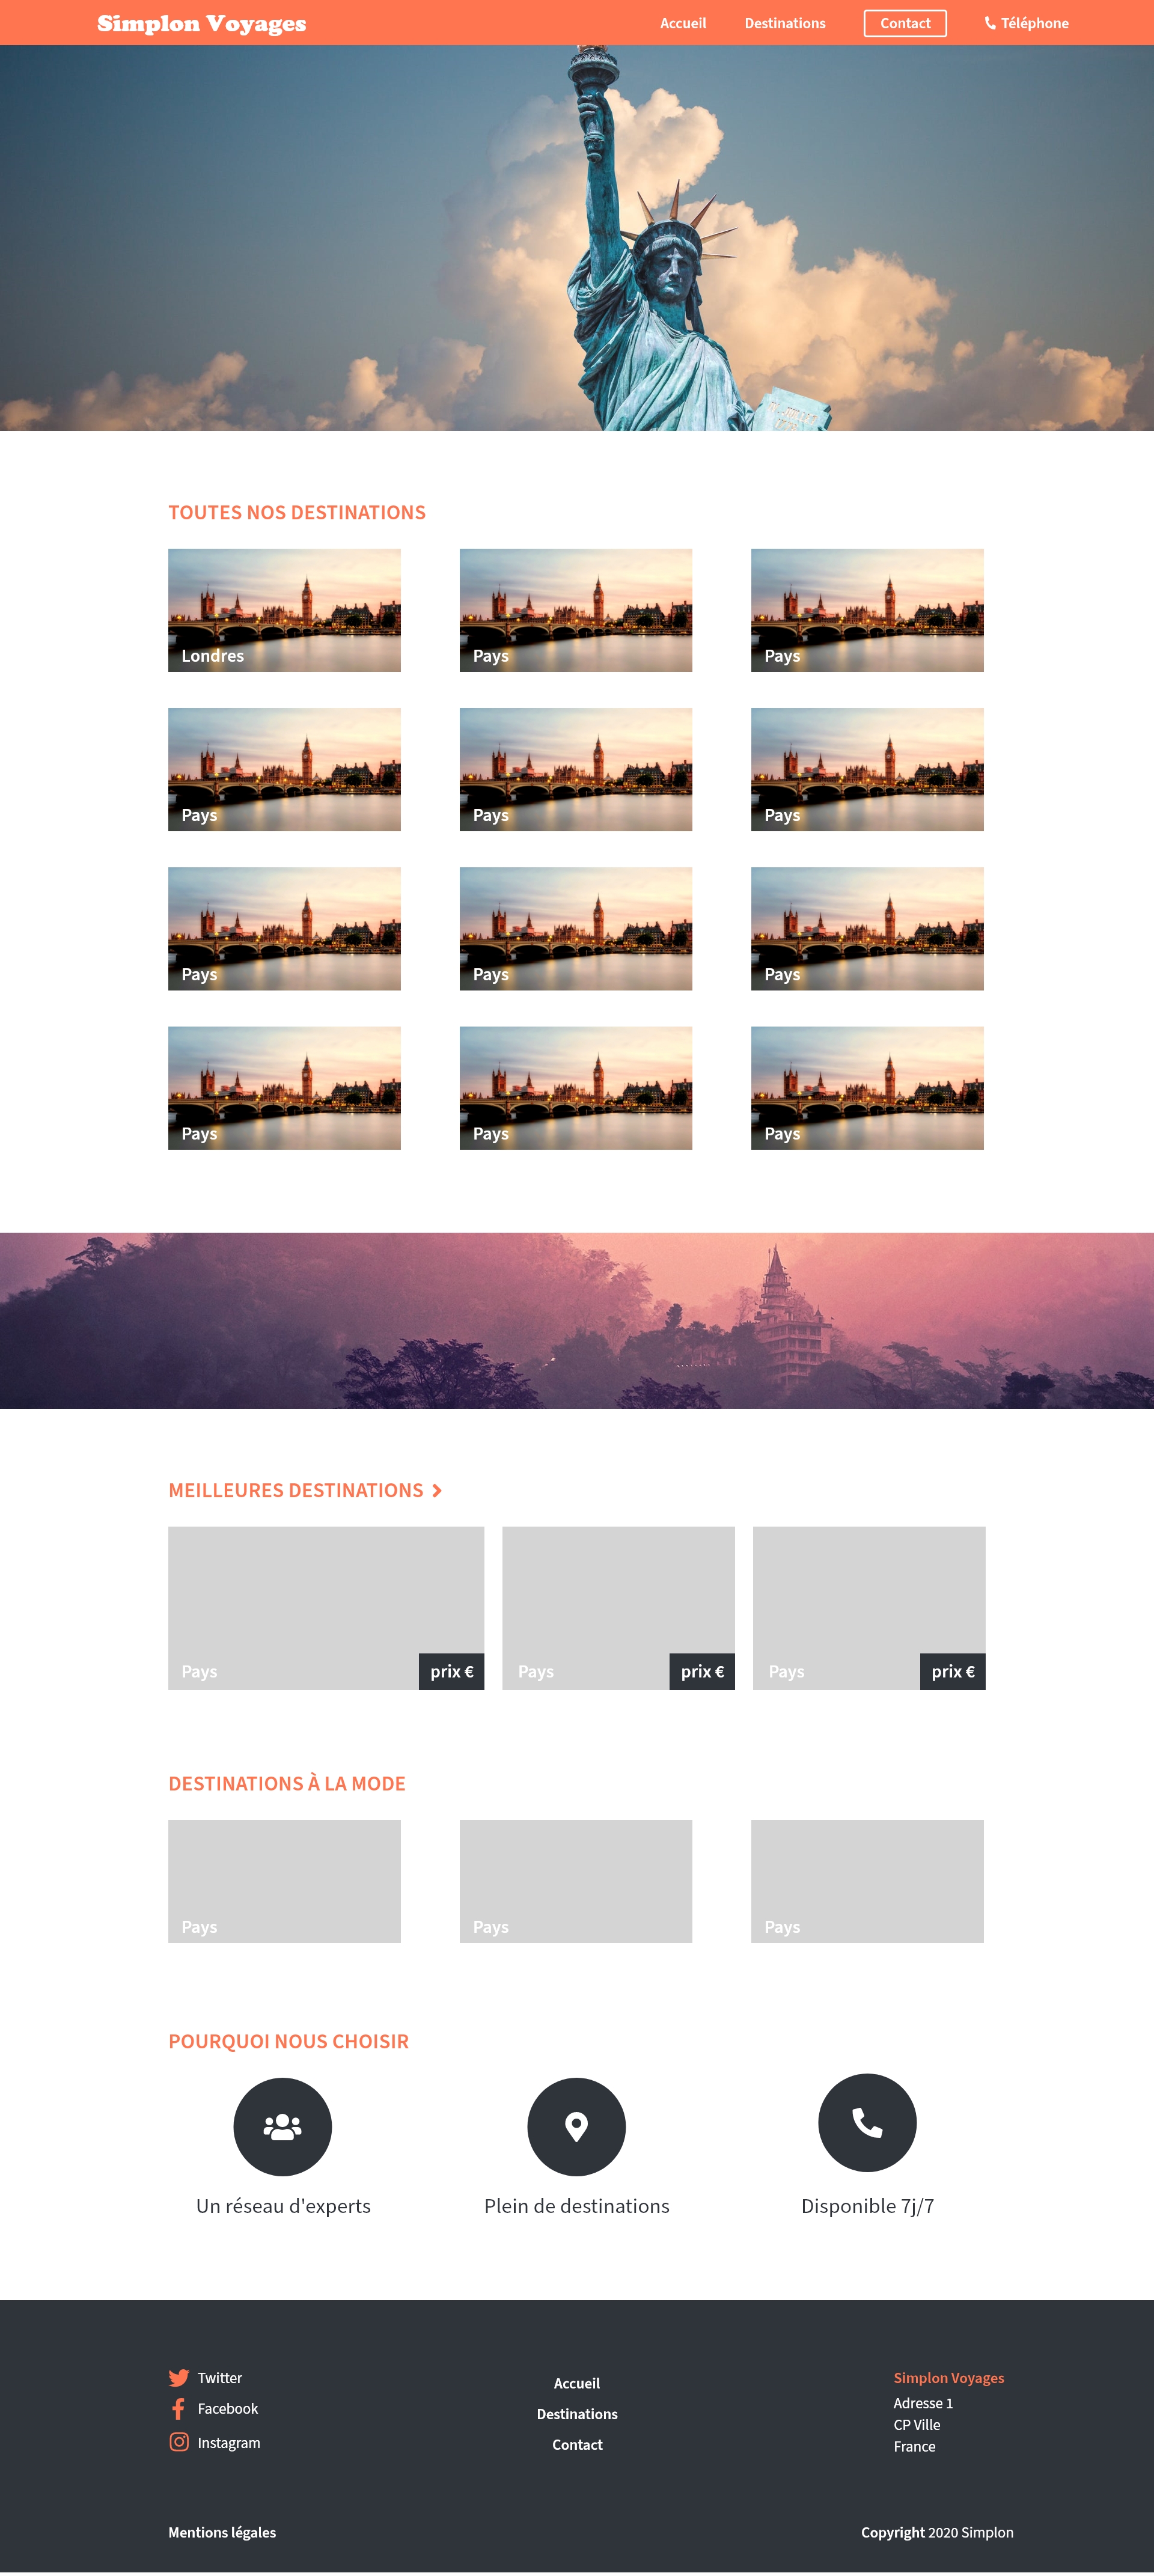 Simplon Voyages
Accueil Destinations Contact Téléphone
TOUTES NOS DESTINATIONS
Londres Pays Pays
Pays Pays Pays
Pays Pays Pays
Pays Pays Pays
MEILLEURES DESTINATIONS
Pays prix € Pays prix € Pays prix €
DESTINATIONS À LA MODE
Pays Pays Pays
POURQUOI NOUS CHOISIR
Un réseau d'experts Plein de destinations Disponible 7j/7
Twitter
Facebook
Instagram
Accueil
Destinations
Contact
Simplon Voyages
Adresse 1
CP Ville
France
Mentions légales
Copyright 2020 Simplon